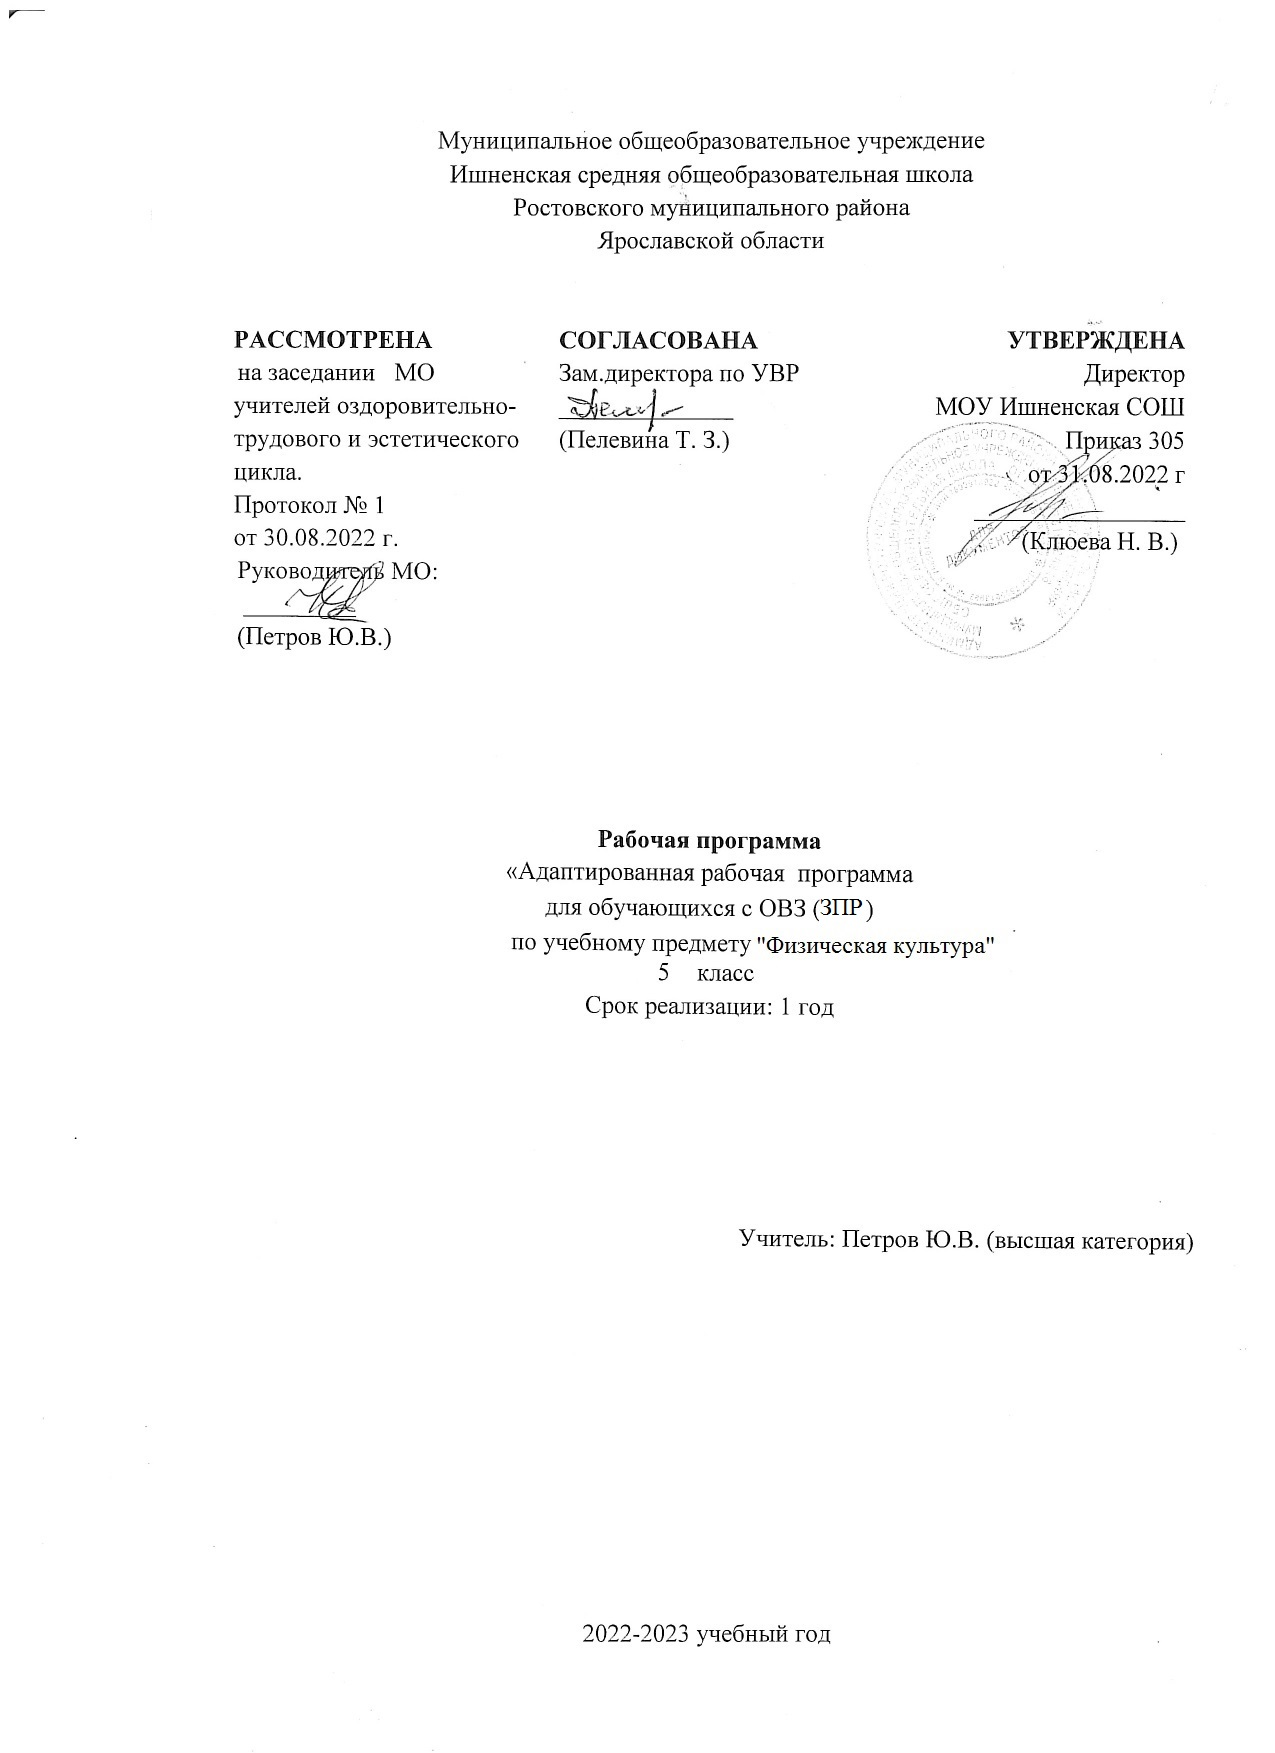 Муниципальное общеобразовательное учреждение
Ишненская средняя общеобразовательная школа
Ростовского муниципального района
Ярославской области
РАССМОТРЕНА
на заседании МО
учителей оздоровительно-
трудового и эстетического
цикла.
Протокол № 1
от 30.08.2022 г.
Руководитель МО:
(Петров Ю.В.)
СОГЛАСОВАНА
Зам.директора по УВР
(Пелевина Т. З.)
УТВЕРЖДЕНА
Директор
МОУ Ишненская СОШ
Приказ 305
от 31.08.2022 г
(Клюева Н. В.)
ДЛЯ
ДОКУМЕНТОВ
Рабочая программа
«Адаптированная рабочая программа
для обучающихся с ОВЗ (ЗПР)
по учебному предмету "Физическая культура"
5 класс
Срок реализации: 1 год
Учитель: Петров Ю.В. (высшая категория)
2022-2023 учебный год